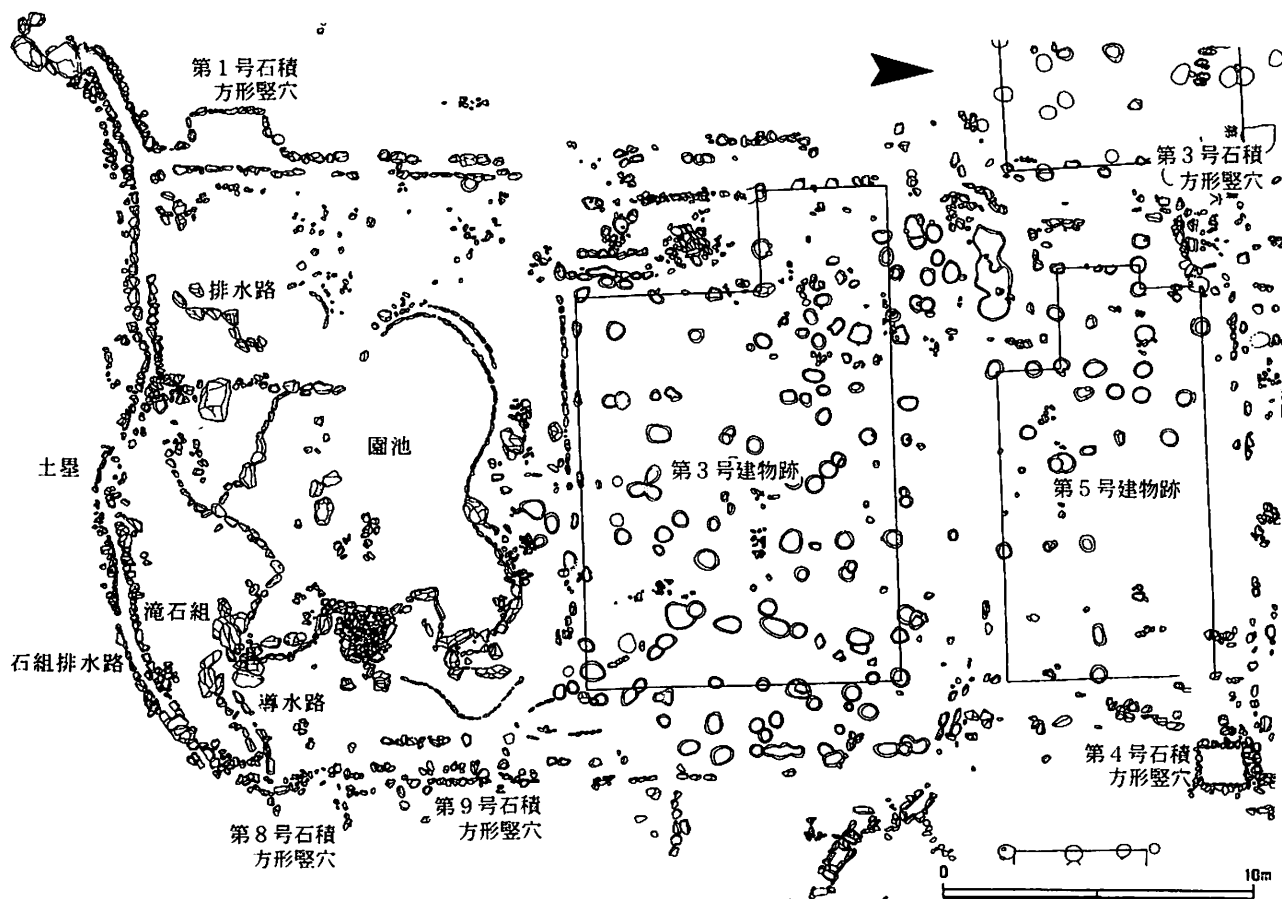 第1号石積
方形竪穴
第
第3号石積
方形竪穴
穴
排水路
園池
土塁
第3号建物跡
第5号建物跡
滝石組
石組排水路
導水路
第4号石積
方形竪穴
第9号石積
方形竪穴
第8号石積
方形竪穴
0 10m